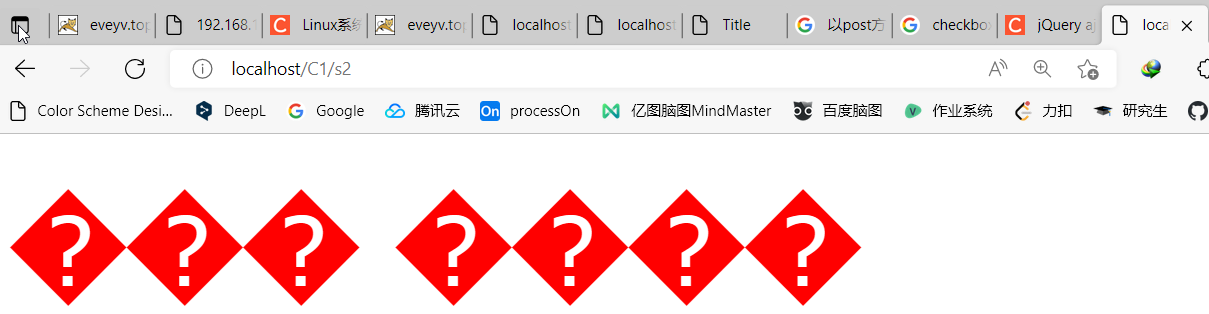 eveyv.top 192.168. Linux系统 eveyv.top localhost localhost Title 以post方 checkbox jQuery aj loca
localhost/C1/s2
Color Scheme Desi... DeepL Google 腾讯云 On processOn 亿图脑图MindMaster 百度脑图 作业系统 力扣 研究生
��� ����